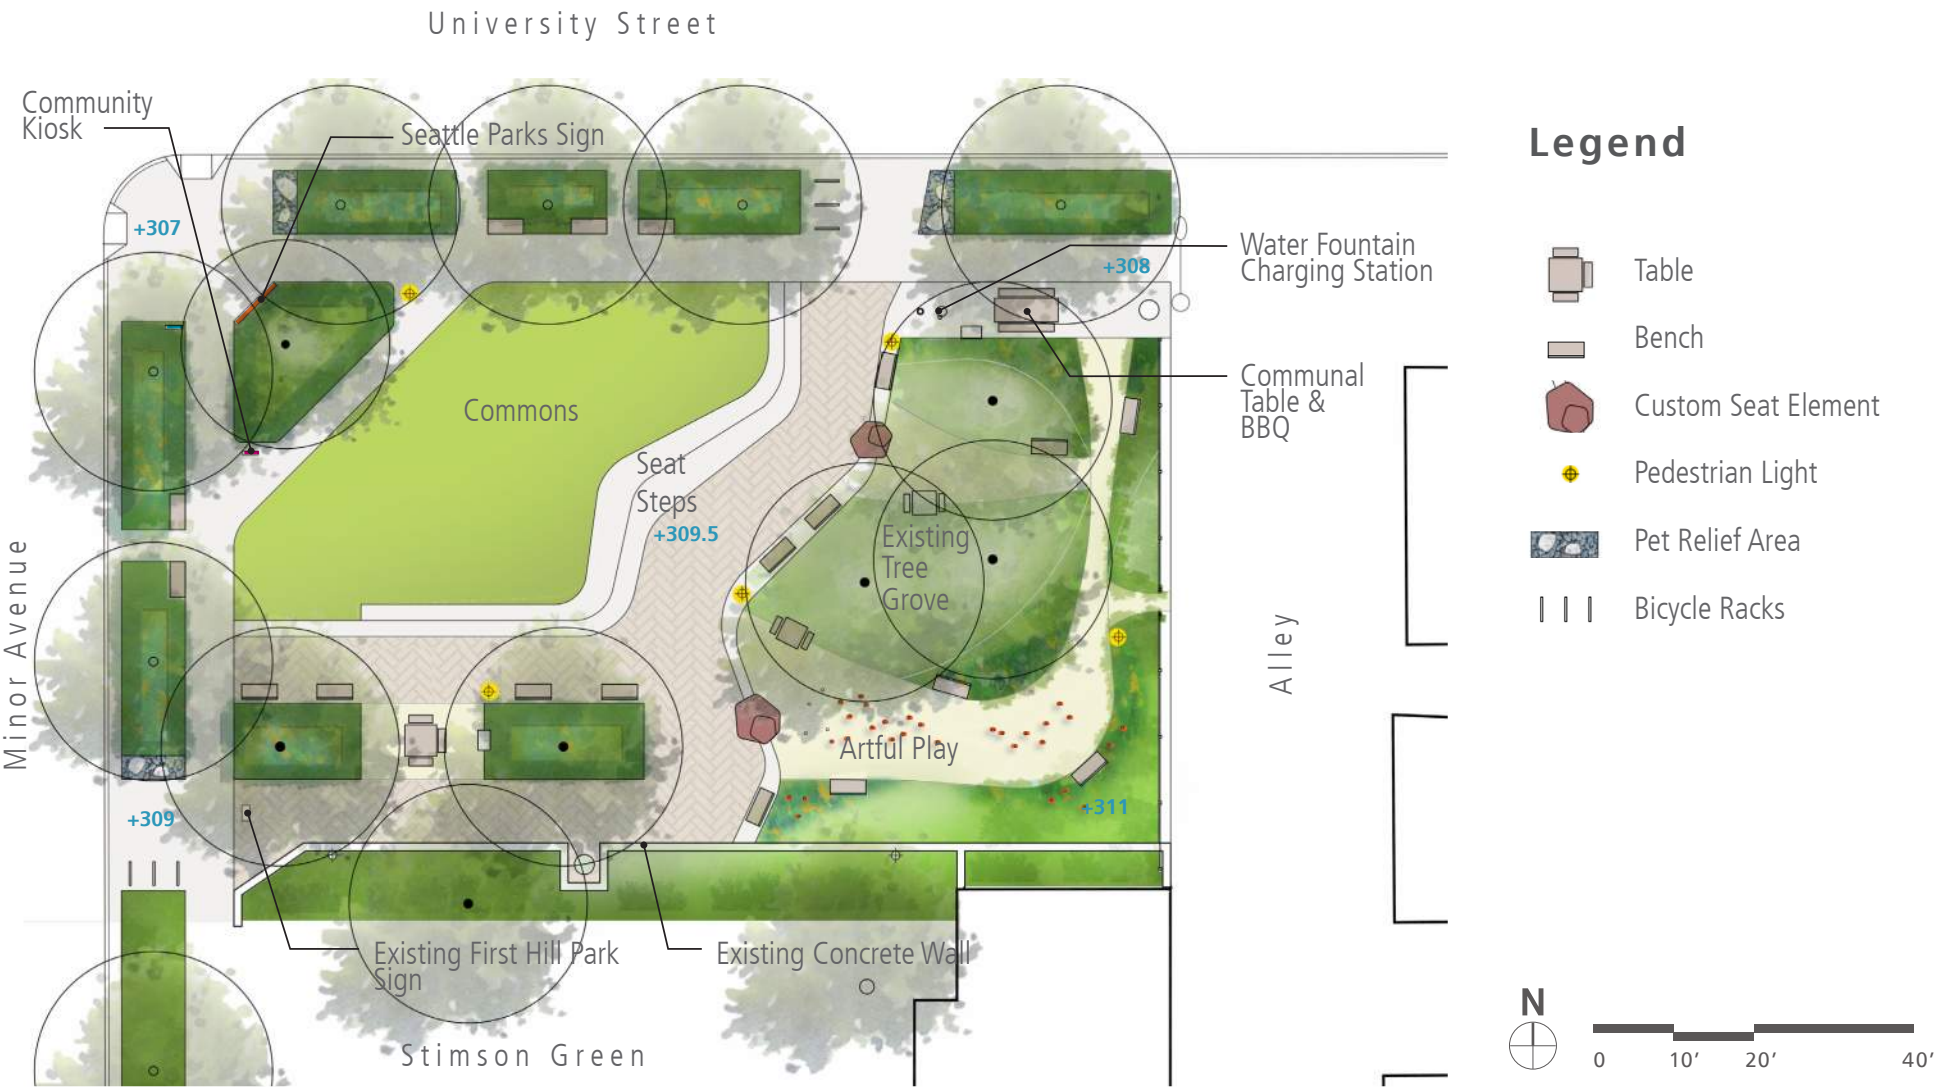 University Street
Community
Kiosk
Seattle Parks Sign
+307
+308
Water Fountain
Charging Station
Commons
Communal
Table &
BBQ
Seat
Steps
+309.5
Existing
Tree
Grove
Minor Avenue
Alley
Artful Play
+309
+311
Existing First Hill Park
Sign
Existing Concrete Wall
Stimson Green
Legend
Table
Bench
Custom Seat Element
Pedestrian Light
Pet Relief Area
Bicycle Racks
N
0 10' 20' 40'